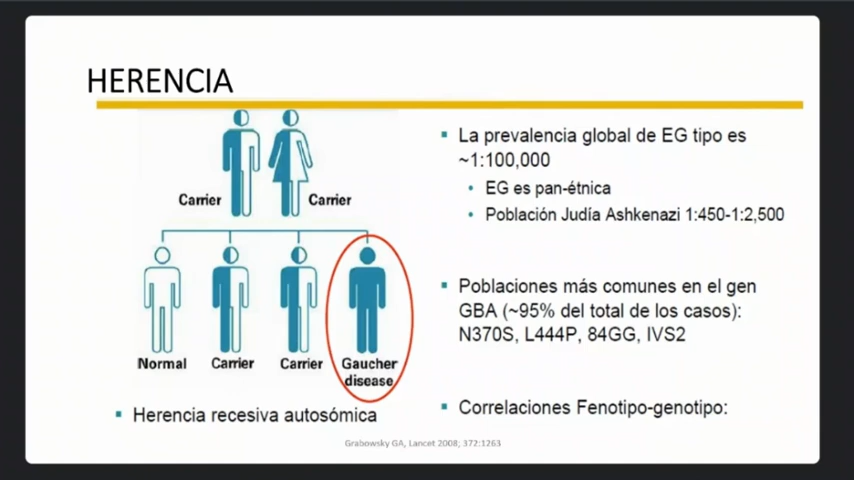 HERENCIA
Carrier
Carrier
Normal
Carrier
Carrier
Gaucher
disease
Herencia recesiva autosómica
La prevalencia global de EG tipo es
~1:100,000
EG es pan-étnica
Población Judía Ashkenazi 1:450-1:2,500
Poblaciones más comunes en el gen
GBA (~95% del total de los casos):
N370S, L444P, 84GG, IVS2
Correlaciones Fenotipo-genotipo:
Grabowsky GA, Lancet 2008; 372:1263